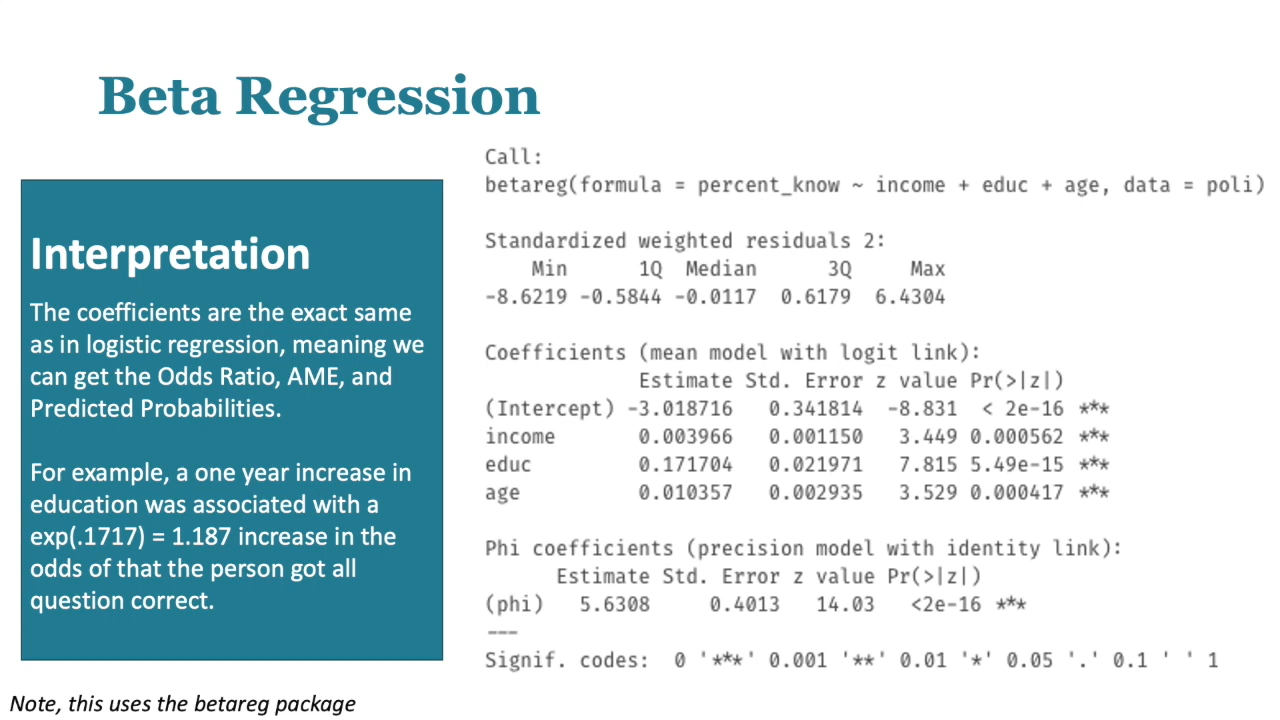 Beta Regression
Interpretation
The coefficients are the exact same
as in logistic regression, meaning we
can get the Odds Ratio, AME, and
Predicted Probabilities.
For example, a one year increase in
education was associated with a
exp(.1717) = 1.187 increase in the
odds of that the person got all
question correct.
Call:
betareg(formula = percent_know ~ income + educ + age, data = poli)
Standardized weighted residuals 2:
Min 1Q Median 3Q Max
-8.6219 -0.5844 -0.0117 0.6179 6.4304
Coefficients (mean model with logit link):
Estimate Std. Error z value Pr(>|z|)
(Intercept) -3.018716 0.341814 -8.831 < 2e-16 ***
income 0.003966 0.001150 3.449 0.000562 ***
educ 0.171704 0.021971 7.815 5.49e-15 ***
age 0.010357 0.002935 3.529 0.000417 ***
Phi coefficients (precision model with identity link):
Estimate Std. Error z value Pr(>|z|)
(phi) 5.6308 0.4013 14.03 <2e-16 ***
---
Signif. codes: 0 '***' 0.001 '**' 0.01 '*' 0.05 '.' 0.1 ' ' 1
Note, this uses the betareg package